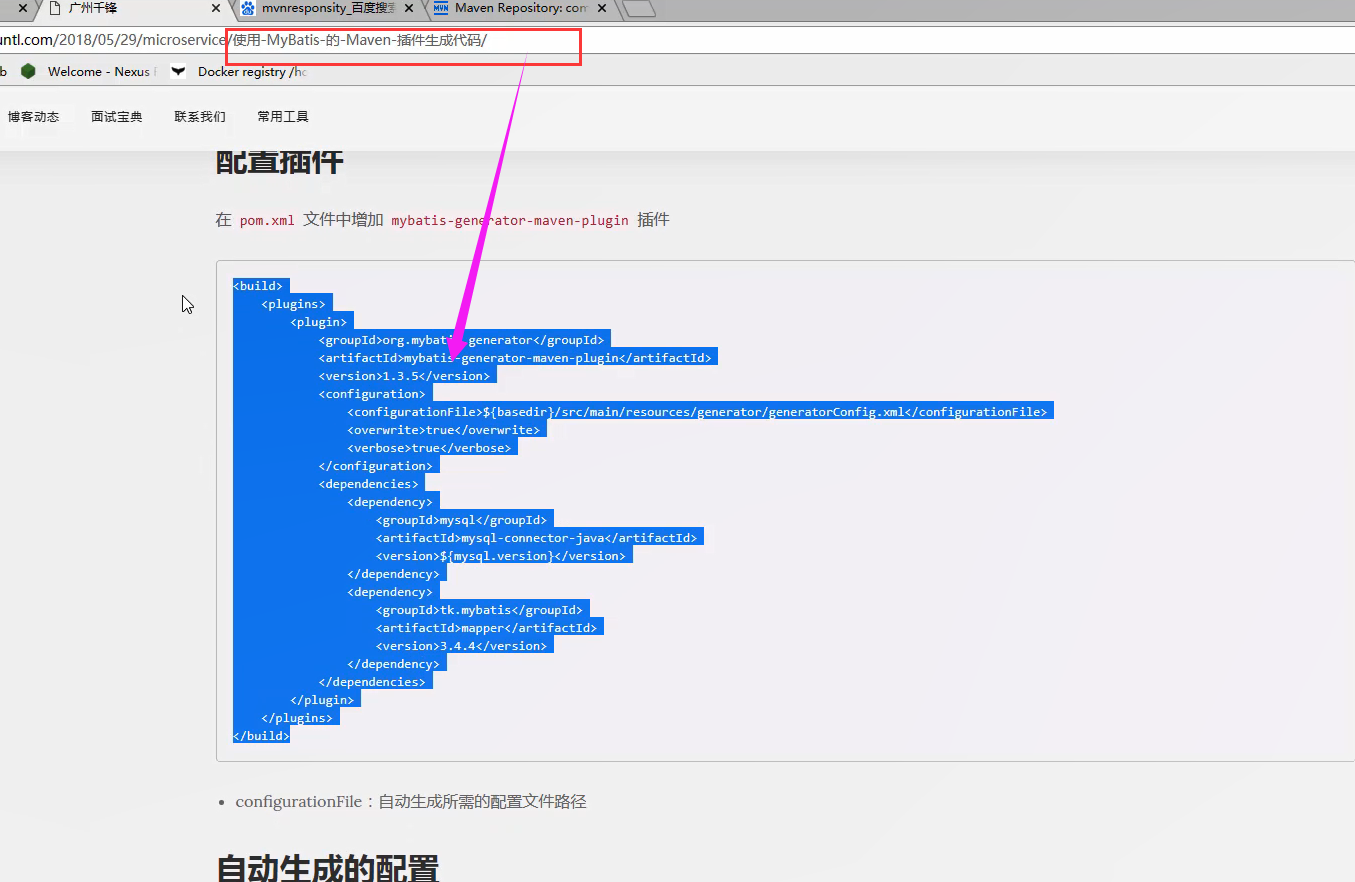 广州千锋
mvnresponsity_百度搜索
Maven Repository: com
untl.com/2018/05/29/microservice/使用-MyBatis-的-Maven-插件生成代码/
b
Welcome - Nexus
Docker registry /
博客动态
面试宝典
联系我们
常用工具
配置插件
在 pom.xml 文件中增加 mybatis-generator-maven-plugin 插件
<build>
<plugins>
<plugin>
<groupId>org.mybatis.generator</groupId>
<artifactId>mybatis-generator-maven-plugin</artifactId>
<version>1.3.5</version>
<configuration>
<configurationFile>${basedir}/src/main/resources/generator/generatorConfig.xml</configurationFile>
<overwrite>true</overwrite>
<verbose>true</verbose>
</configuration>
<dependencies>
<dependency>
<groupId>mysql</groupId>
<artifactId>mysql-connector-java</artifactId>
<version>${mysql.version}</version>
</dependency>
<dependency>
<groupId>tk.mybatis</groupId>
<artifactId>mapper</artifactId>
<version>3.4.4</version>
</dependency>
</dependencies>
</plugin>
</plugins>
</build>
configurationFile：自动生成所需的配置文件路径
自动生成的配置